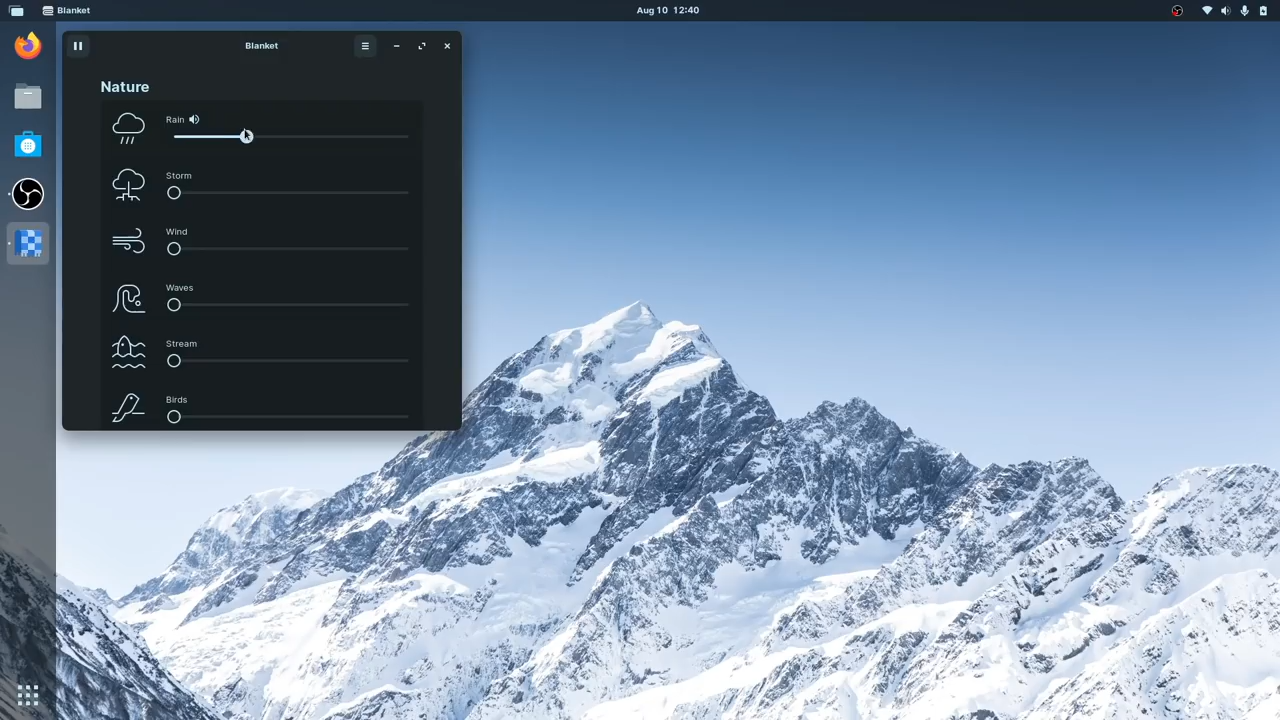 Blanket
Aug 10 12:40
Blanket
Nature
Rain
Storm
Wind
Waves
Stream
Birds